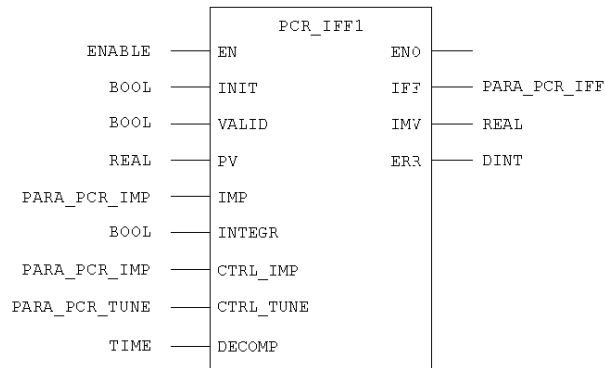 PCR_IFF1
ENABLE EN ENO
BOOL INIT IFF PARA_PCR_IFF
BOOL VALID IMV REAL
REAL PV ERR DINT
PARA_PCR_IMP IMP
BOOL INTEGR
PARA_PCR_IMP CTRL_IMP
PARA_PCR_TUNE CTRL_TUNE
TIME DECOMP